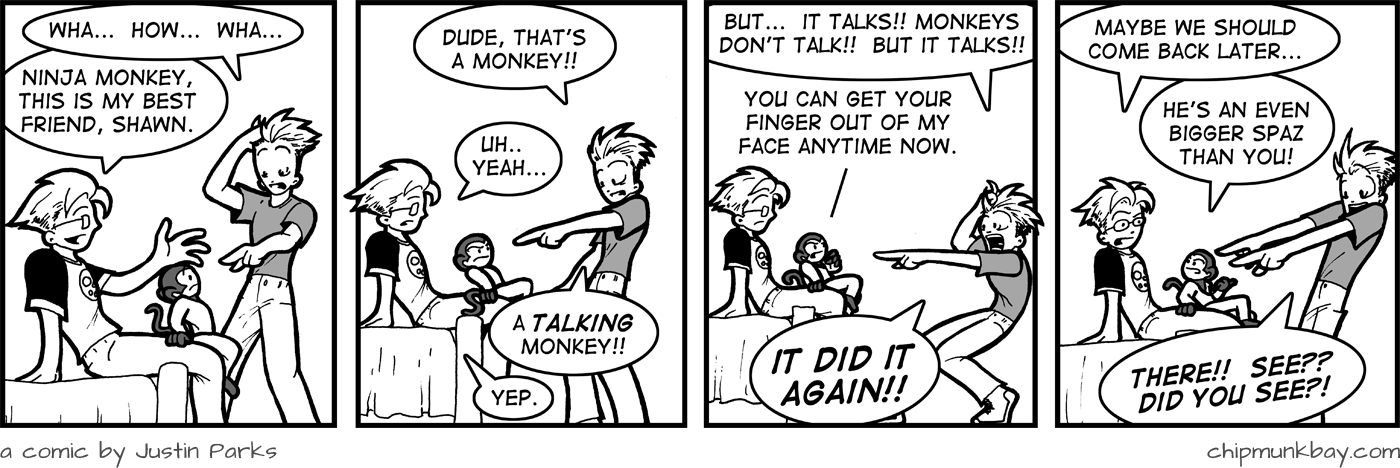 WHA... HOW... WHA...
NINJA MONKEY,
THIS IS MY BEST
FRIEND, SHAWN.
DUDE, THAT'S
A MONKEY!!
UH..
YEAH...
A TALKING
MONKEY!!
YEP.
BUT... IT TALKS!! MONKEYS
DON'T TALK!! BUT IT TALKS!!
YOU CAN GET YOUR
FINGER OUT OF MY
FACE ANYTIME NOW.
IT DID IT
AGAIN!!
MAYBE WE SHOULD
COME BACK LATER...
HE'S AN EVEN
BIGGER SPAZ
THAN YOU!
THERE!! SEE??
DID YOU SEE?!
a comic by Justin Parks
chipmunkbay.com